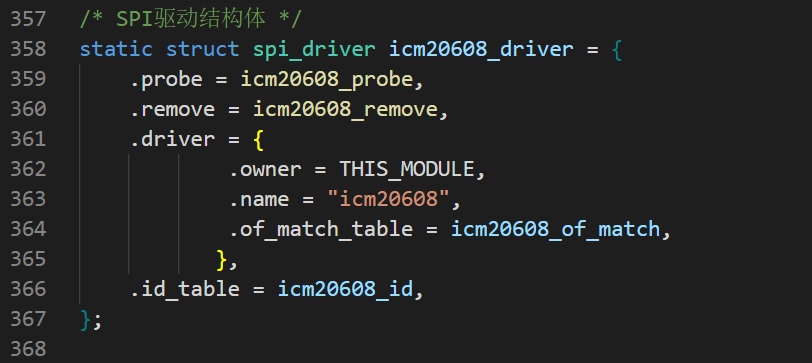 357 /* SPI驱动结构体 */
358 static struct spi_driver icm20608_driver = {
359     .probe = icm20608_probe,
360     .remove = icm20608_remove,
361     .driver = {
362             .owner = THIS_MODULE,
363             .name = "icm20608",
364             .of_match_table = icm20608_of_match,
365            },
366     .id_table = icm20608_id,
367 };
368